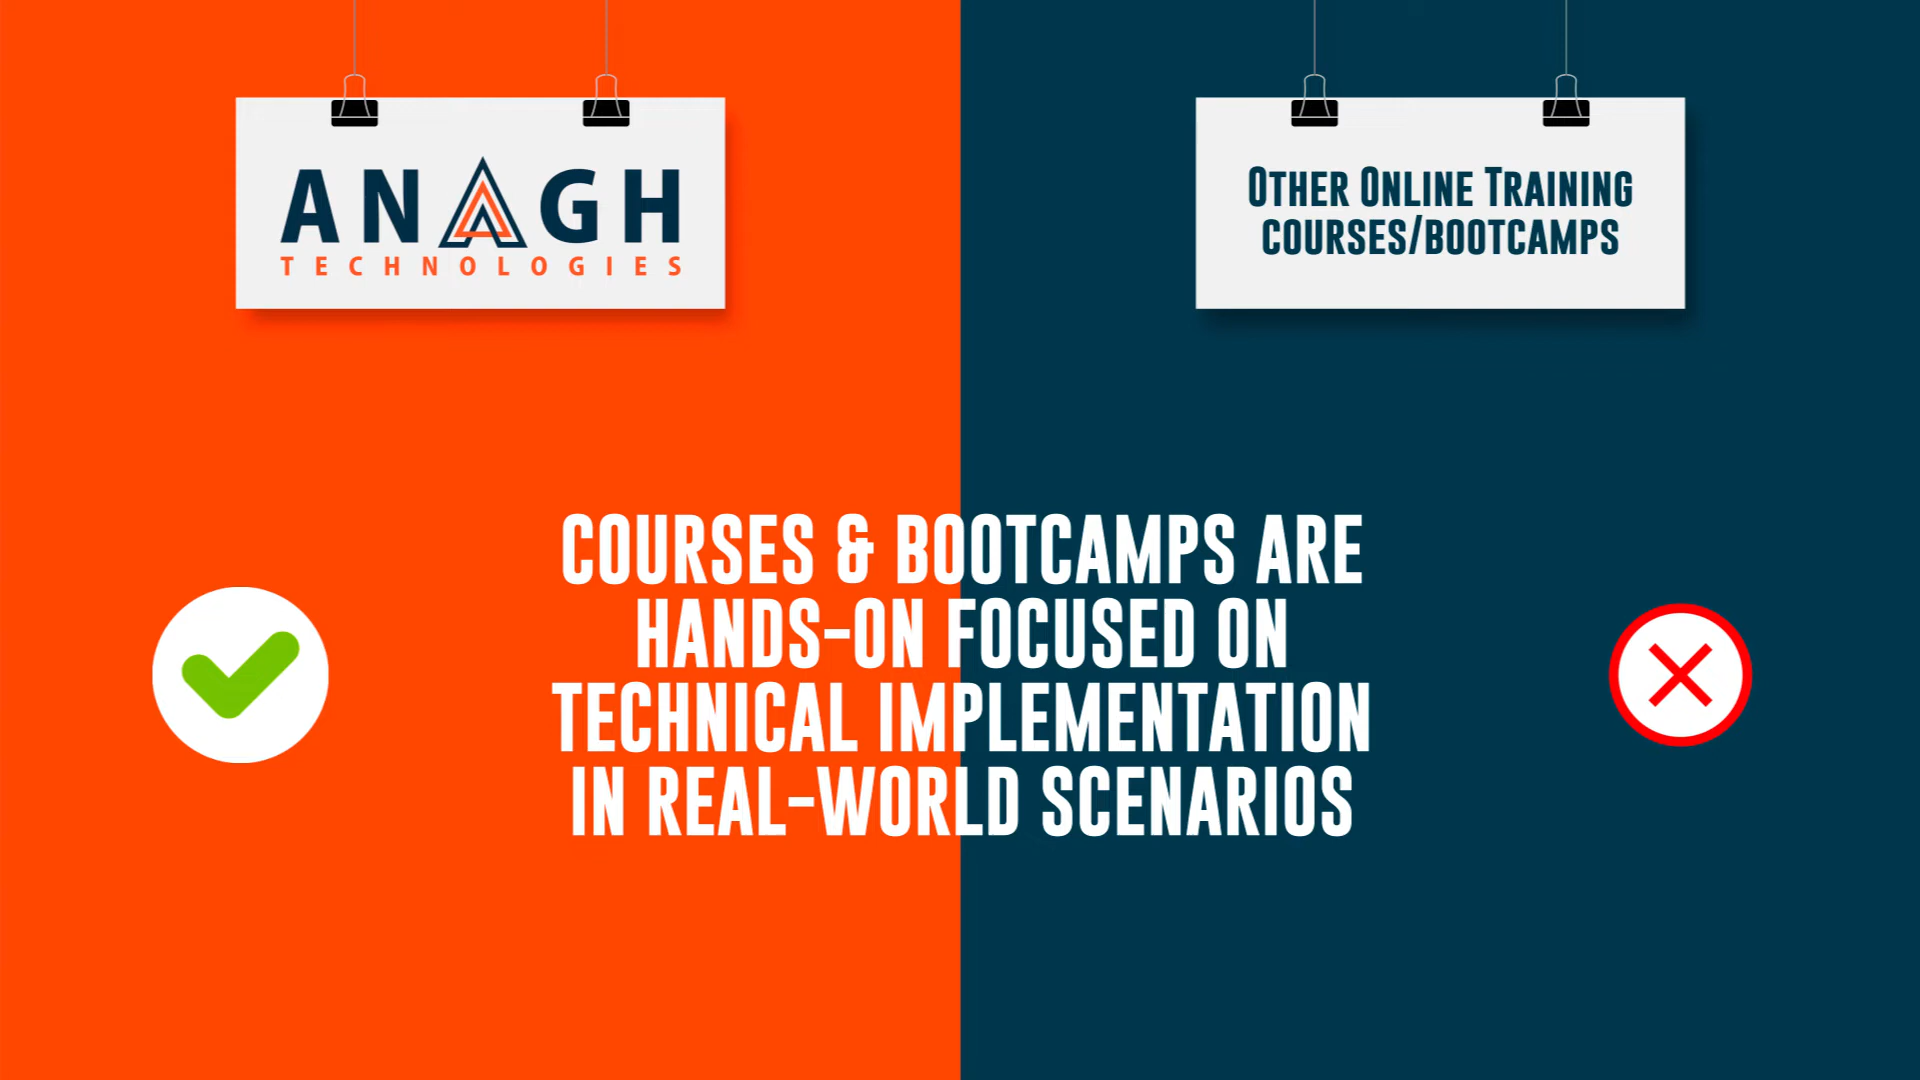 ANAGH
TECHNOLOGIES
OTHER ONLINE TRAINING
COURSES/BOOTCAMPS
COURSES & BOOTCAMPS ARE
HANDS-ON FOCUSED ON
TECHNICAL IMPLEMENTATION
IN REAL-WORLD SCENARIOS